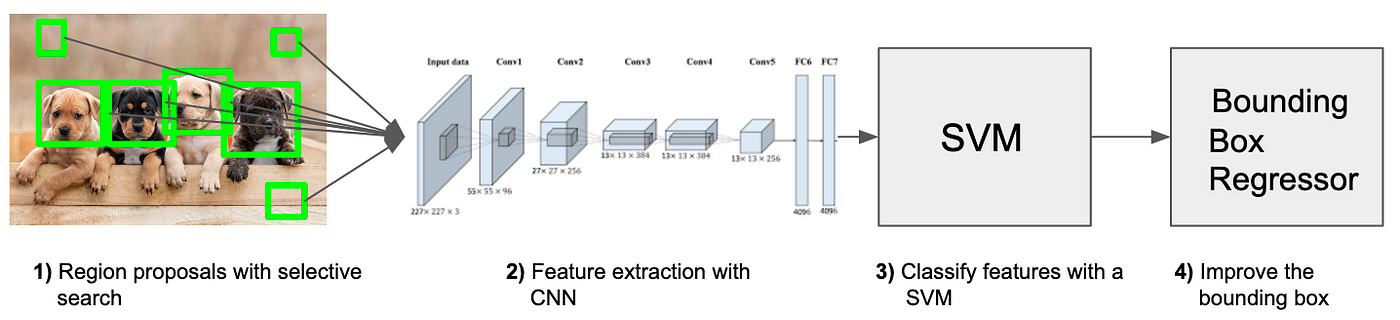 Input data
Conv1
Conv2
Conv3
Conv4
Conv5
FC6
FC7
227× 227 × 3
55× 55 × 96
27× 27 × 256
13× 13 × 384
13× 13 × 384
13× 13 × 256
4096
4096
SVM
Bounding
Box
Regressor
1) Region proposals with selective
search
2) Feature extraction with
CNN
3) Classify features with a
SVM
4) Improve the
bounding box